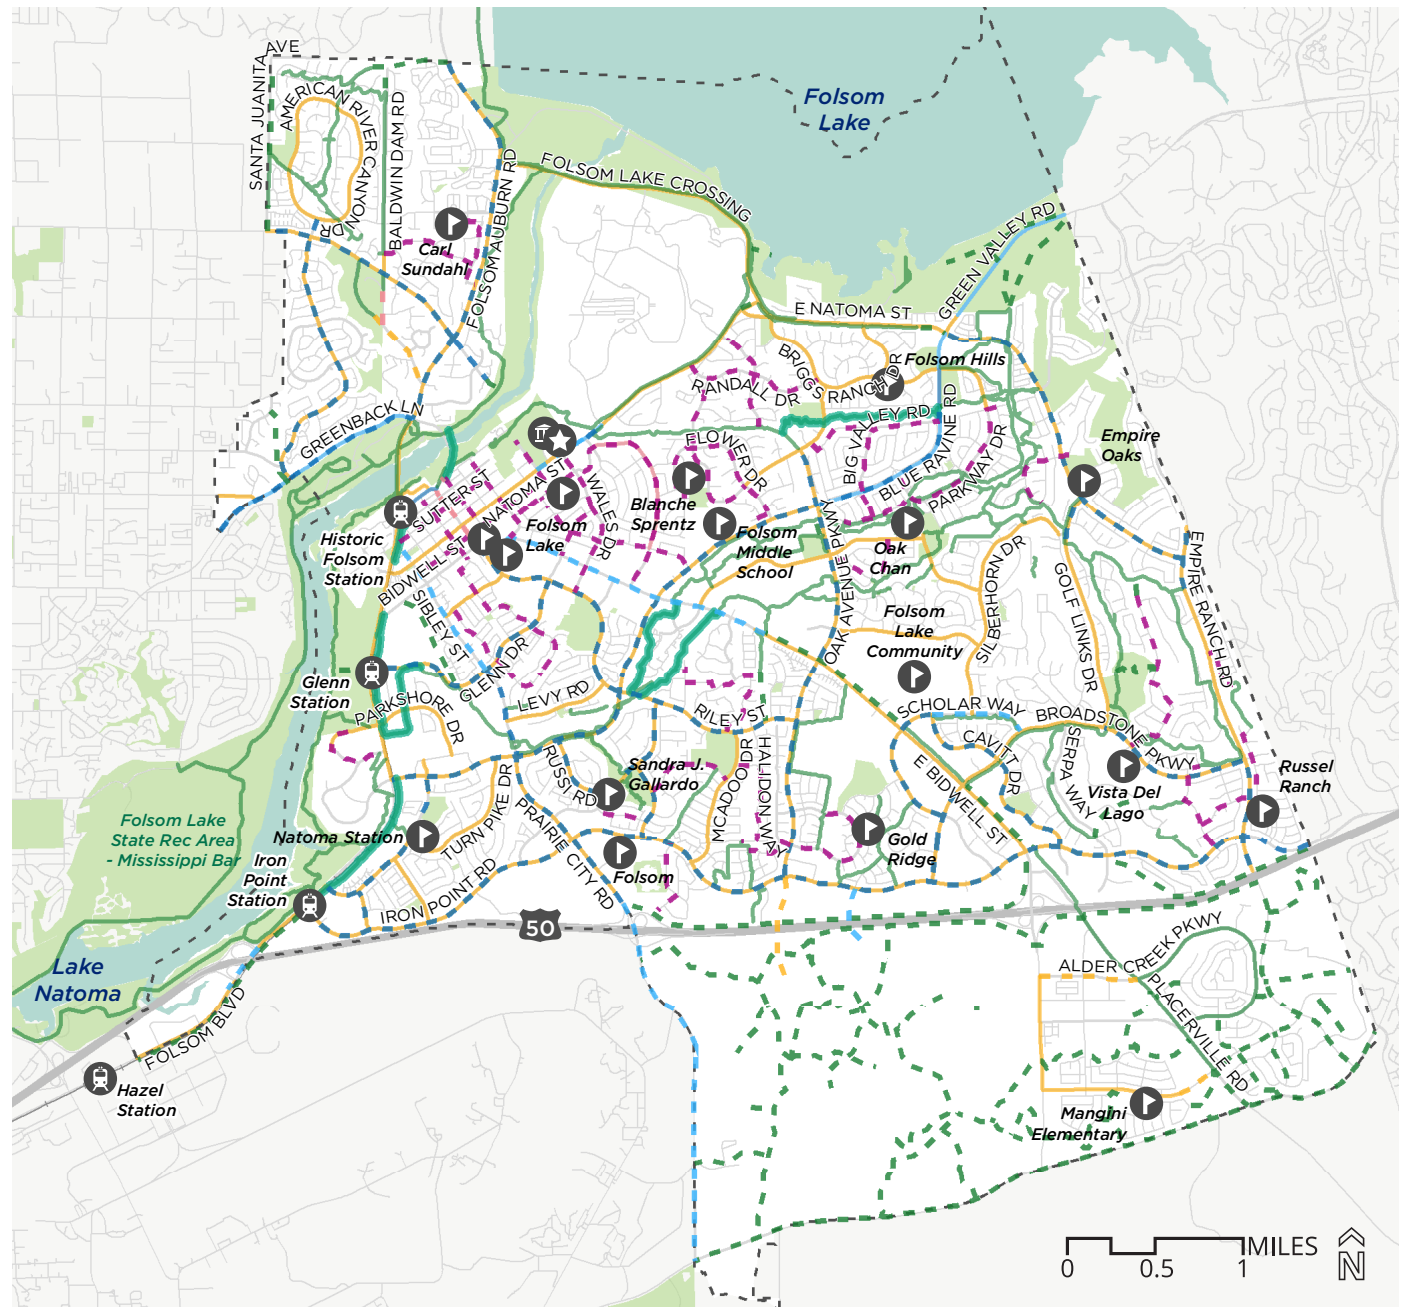 SANTA JUANITA
AVE
AMERICAN RIVER CANYON
DR
BALDWIN DAM RD
FOLSOM AUBURN RD
Folsom
Lake
FOLSOM LAKE CROSSING
GREEN VALLEY RD
Carl
Sundahl
E NATOMA ST
BRIGGS
RANCH DR
Folsom Hills
RANDALL DR
GREENBACK LN
FLOWER DR
BIG VALLEY RD
BLUE RAVINE RD
PARKWAY DR
Empire
Oaks
SUTTER ST
NATOMA ST
WALES DR
Blanche
Sprentz
Folsom
Lake
Folsom
Middle
School
OAK AVENUE PKWY
Oak
Chan
Historic
Folsom
Station
BIDWELL ST
SIBLEY ST
EMPIRE RANCH RD
GOLF LINKS DR
SILBERHORN DR
Folsom
Lake
Community
Glenn
Station
GLENN DR
LEVY RD
PARKSHORE DR
RILEY ST
SCHOLAR WAY
BROADSTONE PKWY
CAVITT DR
SERPA WAY
E BIDWELL ST
RUSSI RD
Sandra J.
Gallardo
MCADOO DR
HALIDON WAY
Vista Del
Lago
Russel
Ranch
Folsom Lake
State Rec Area
- Mississippi Bar
Natoma Station
TURN PIKE DR
PRAIRIE CITY RD
Gold
Ridge
Folsom
Iron
Point
Station
IRON POINT RD
50
Lake
Natoma
FOLSOM BLVD
ALDER CREEK PKWY
PLACERVILLE RD
Hazel
Station
Mangini
Elementary
MILES
0 0.5 1
N